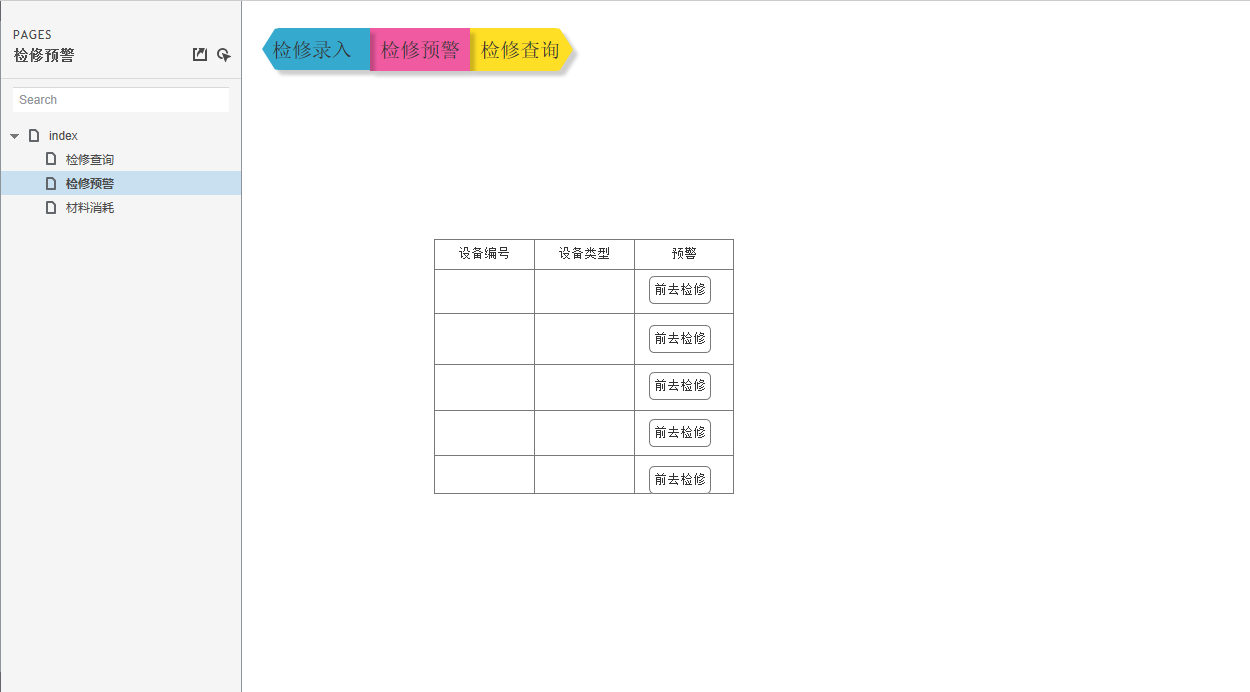 PAGES
检修预警
Search
index
检修查询
检修预警
材料消耗
检修录入 检修预警 检修查询
设备编号 设备类型 预警
前去检修
前去检修
前去检修
前去检修
前去检修